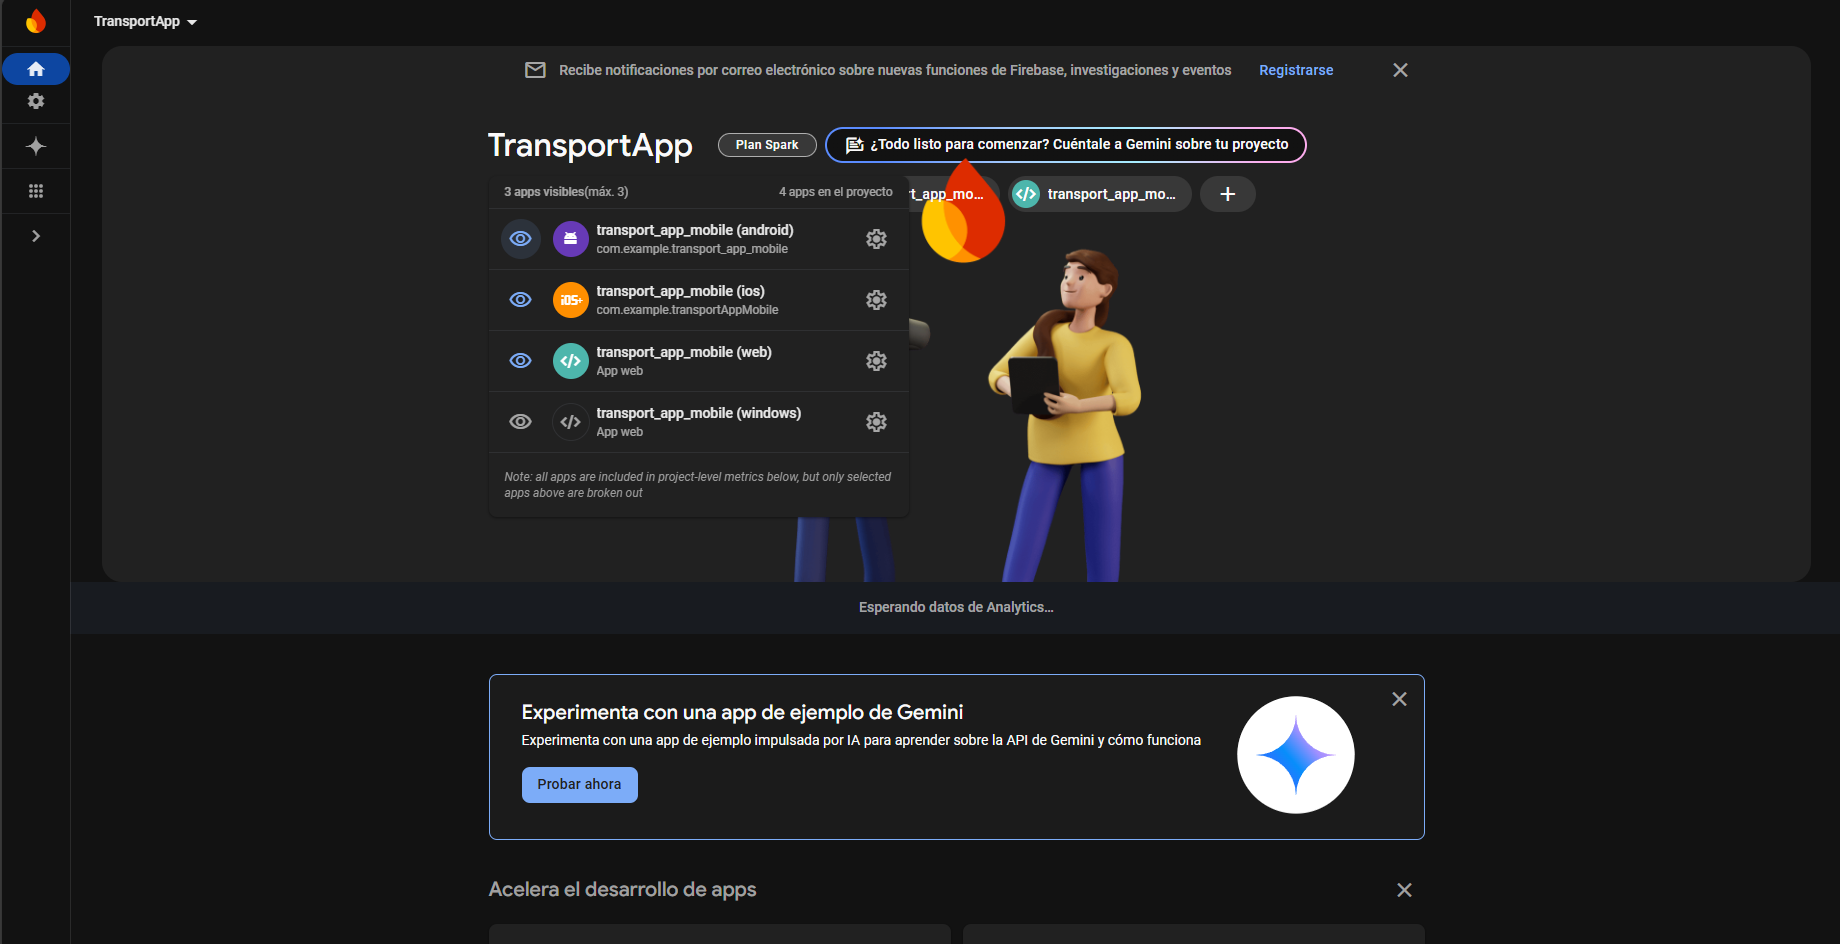 TransportApp
Recibe notificaciones por correo electrónico sobre nuevas funciones de Firebase, investigaciones y eventos
Registrarse
TransportApp
Plan Spark
¿Todo listo para comenzar? Cuéntale a Gemini sobre tu proyecto
3 apps visibles(máx. 3)
4 apps en el proyecto
rt_app_mo...
transport_app_mo...
transport_app_mobile (android)
com.example.transport_app_mobile
iOS+
transport_app_mobile (ios)
com.example.transportAppMobile
transport_app_mobile (web)
App web
transport_app_mobile (windows)
App web
Note: all apps are included in project-level metrics below, but only selected
apps above are broken out
Esperando datos de Analytics...
Experimenta con una app de ejemplo de Gemini
Experimenta con una app de ejemplo impulsada por IA para aprender sobre la API de Gemini y cómo funciona
Probar ahora
Acelera el desarrollo de apps